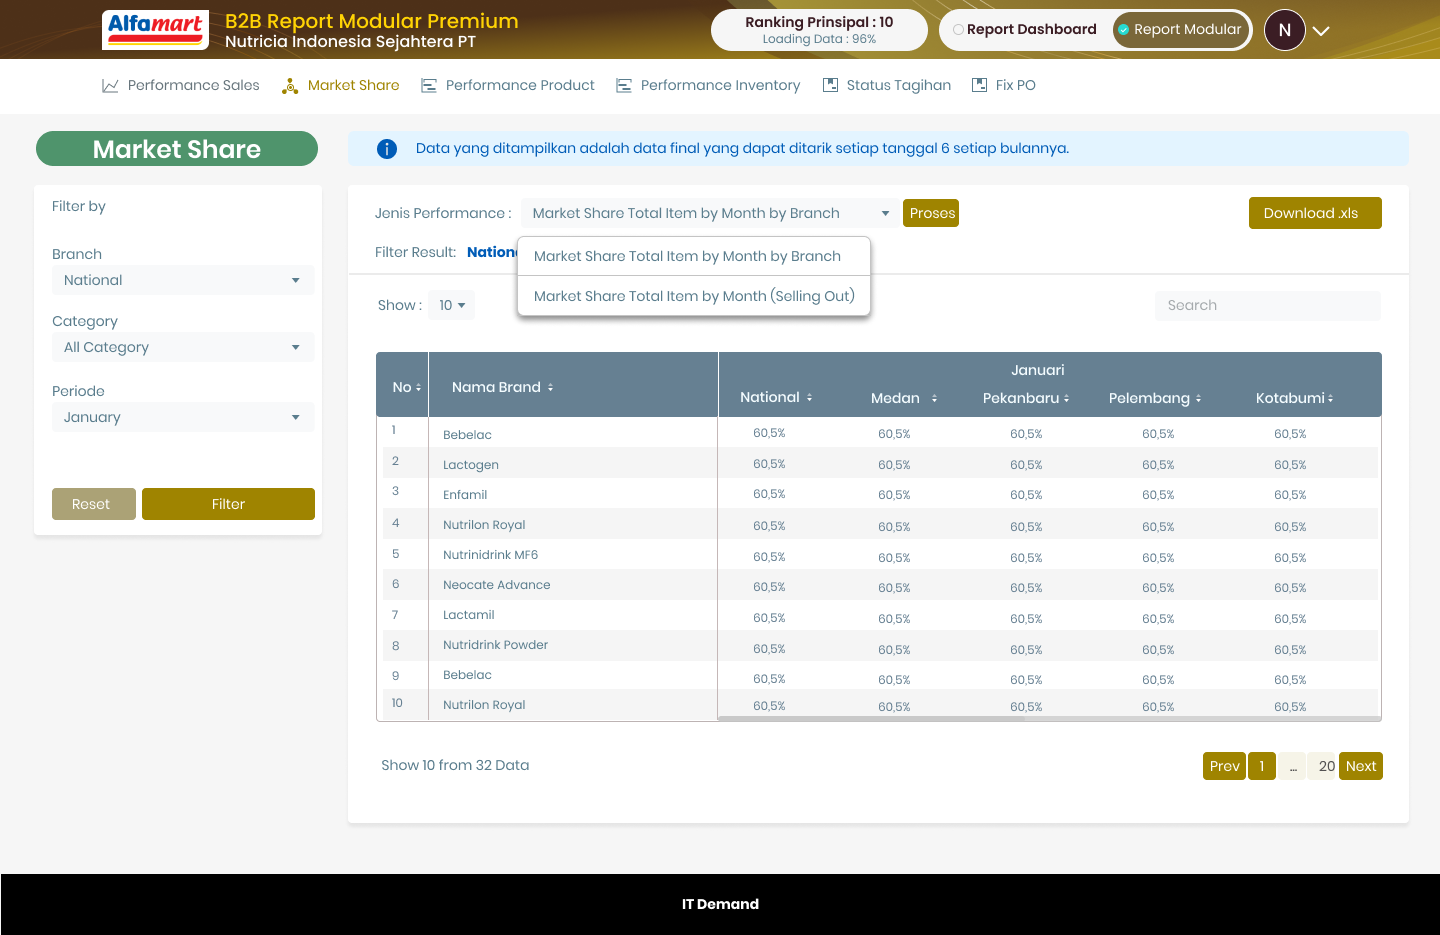 Alfamart
B2B Report Modular Premium
Nutricia Indonesia Sejahtera PT
Ranking Prinsipal : 10
Loading Data : 96%
Report Dashboard
Report Modular
N
Performance Sales
Market Share
Performance Product
Performance Inventory
Status Tagihan
Fix PO
Market Share
Data yang ditampilkan adalah data final yang dapat ditarik setiap tanggal 6 setiap bulannya.
Filter by
Branch
National
Category
All Category
Periode
January
Reset
Filter
Jenis Performance :
Market Share Total Item by Month by Branch
Proses
Download .xls
Filter Result:
Nation
Market Share Total Item by Month by Branch
Market Share Total Item by Month (Selling Out)
Show :
10
Search
No
Nama Brand
Januari
National
Medan
Pekanbaru
Pelembang
Kotabumi
1 Bebelac 60,5% 60,5% 60,5% 60,5% 60,5%
2 Lactogen 60,5% 60,5% 60,5% 60,5% 60,5%
3 Enfamil 60,5% 60,5% 60,5% 60,5% 60,5%
4 Nutrilon Royal 60,5% 60,5% 60,5% 60,5% 60,5%
5 Nutrinidrink MF6 60,5% 60,5% 60,5% 60,5% 60,5%
6 Neocate Advance 60,5% 60,5% 60,5% 60,5% 60,5%
7 Lactamil 60,5% 60,5% 60,5% 60,5% 60,5%
8 Nutridrink Powder 60,5% 60,5% 60,5% 60,5% 60,5%
9 Bebelac 60,5% 60,5% 60,5% 60,5% 60,5%
10 Nutrilon Royal 60,5% 60,5% 60,5% 60,5% 60,5%
Show 10 from 32 Data
Prev
1
...
20
Next
IT Demand